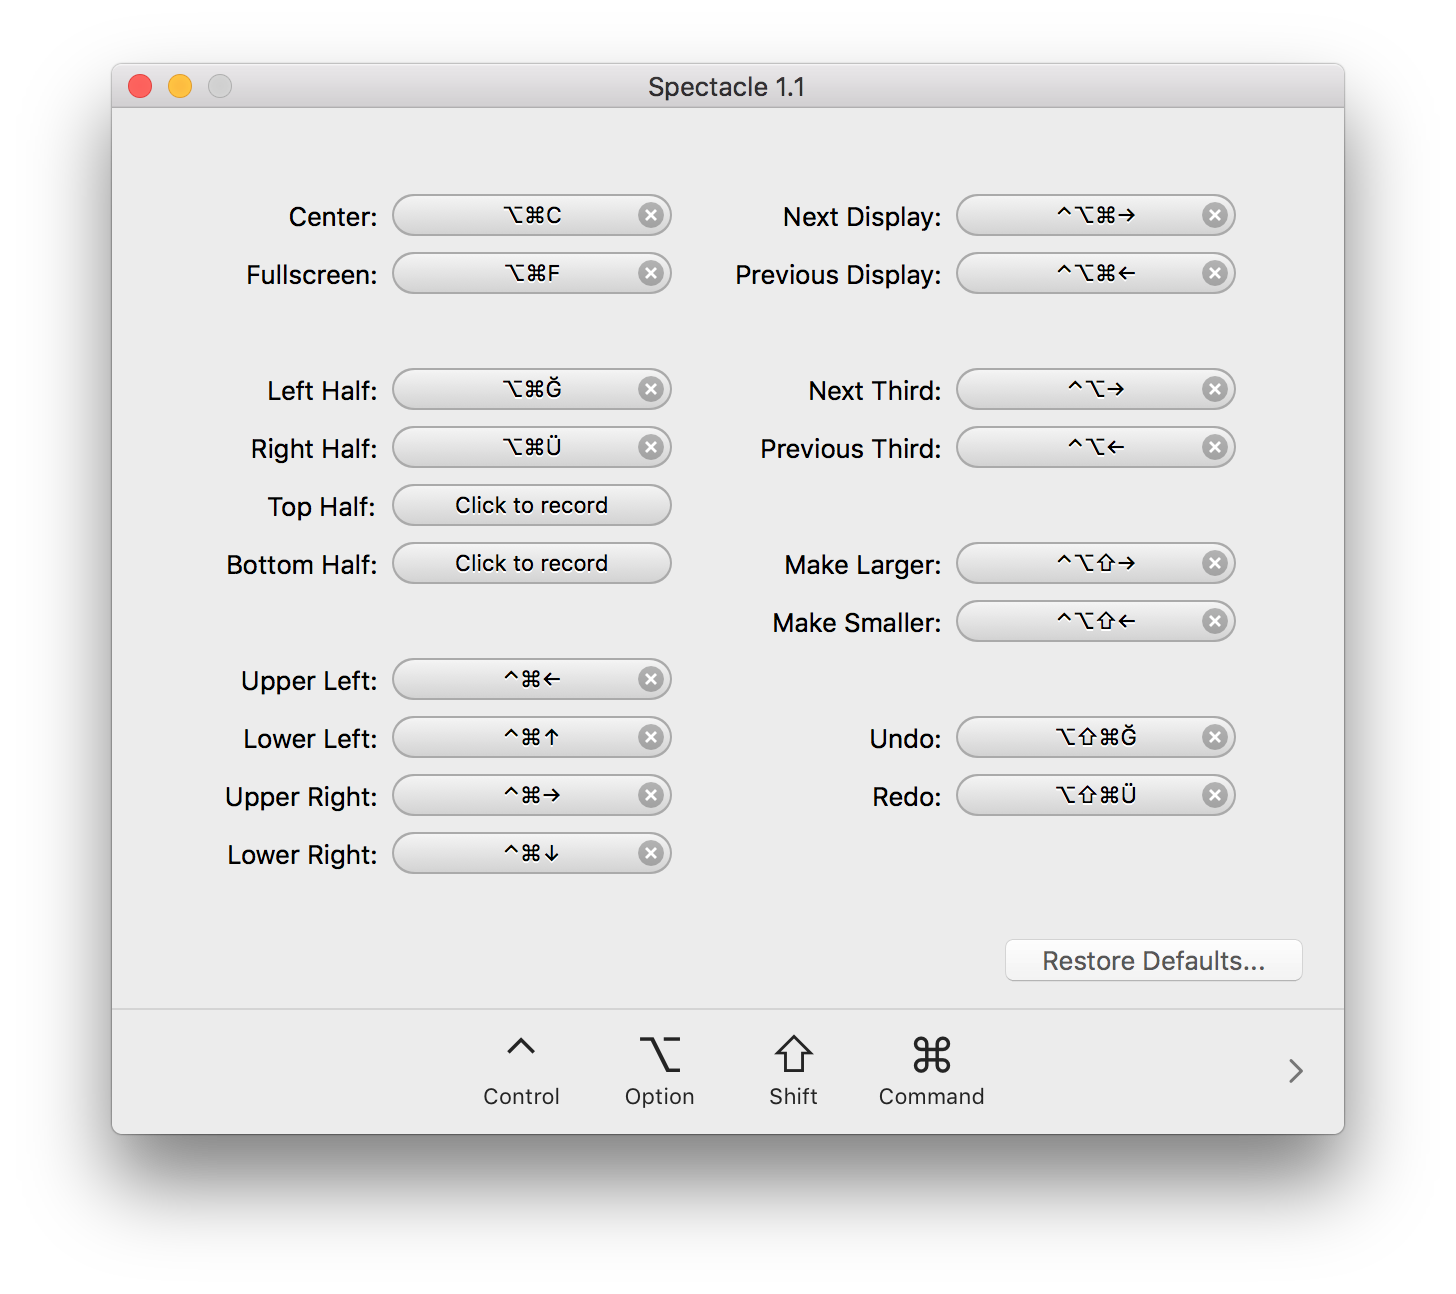 Spectacle 1.1
Center: ⌥⌘C
Fullscreen: ⌥⌘F
Left Half: ⌥⌘Ğ
Right Half: ⌥⌘Ü
Top Half: Click to record
Bottom Half: Click to record
Upper Left: ^⌘←
Lower Left: ^⌘↑
Upper Right: ^⌘→
Lower Right: ^⌘↓
Next Display: ^⌥⌘→
Previous Display: ^⌥⌘←
Next Third: ^⌥→
Previous Third: ^⌥←
Make Larger: ^⌥⇧→
Make Smaller: ^⌥⇧←
Undo: ⌥⇧⌘Ğ
Redo: ⌥⇧⌘Ü
Restore Defaults...
^ ⌥ ⇧ ⌘
Control Option Shift Command